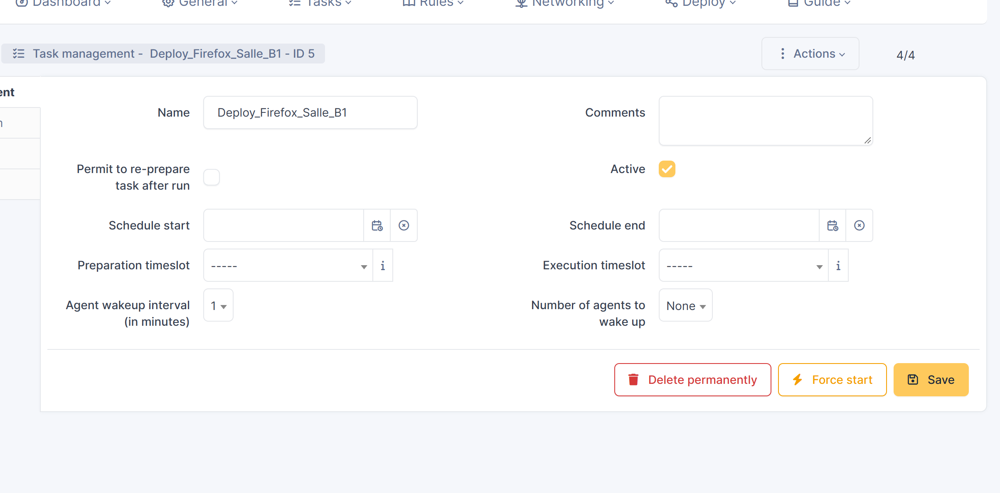 Dashboard General Tasks Rules Networking Deploy Guide
Task management - Deploy_Firefox_Salle_B1 - ID 5
Actions
4/4
ent
Name
Deploy_Firefox_Salle_B1
Comments
n
Permit to re-prepare
task after run
Active
Schedule start
Schedule end
Preparation timeslot
-----
i
Execution timeslot
-----
i
Agent wakeup interval
(in minutes)
1
Number of agents to
wake up
None
Delete permanently
Force start
Save